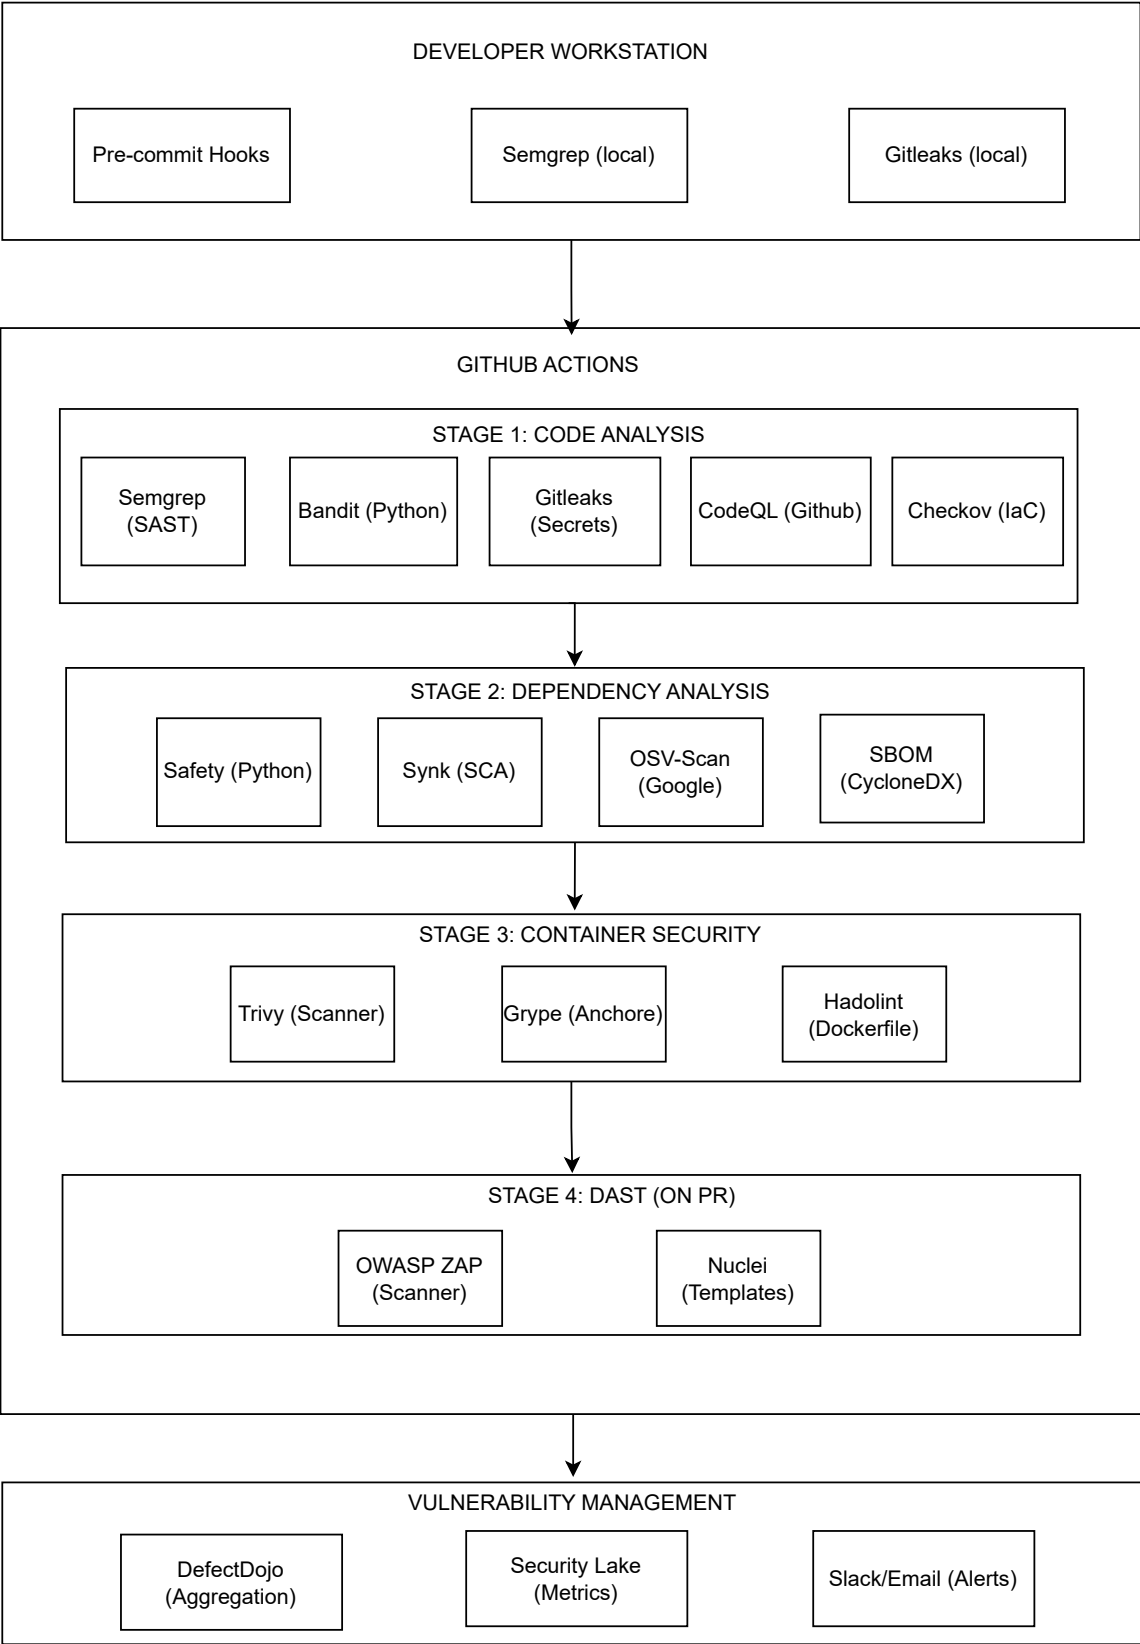 DEVELOPER WORKSTATION
Pre-commit Hooks
Semgrep (local)
Gitleaks (local)
GITHUB ACTIONS
STAGE 1: CODE ANALYSIS
Semgrep
(SAST)
Bandit (Python)
Gitleaks
(Secrets)
CodeQL (Github)
Checkov (IaC)
STAGE 2: DEPENDENCY ANALYSIS
Safety (Python)
Synk (SCA)
OSV-Scan
(Google)
SBOM
(CycloneDX)
STAGE 3: CONTAINER SECURITY
Trivy (Scanner)
Grype (Anchore)
Hadolint
(Dockerfile)
STAGE 4: DAST (ON PR)
OWASP ZAP
(Scanner)
Nuclei
(Templates)
VULNERABILITY MANAGEMENT
DefectDojo
(Aggregation)
Security Lake
(Metrics)
Slack/Email (Alerts)